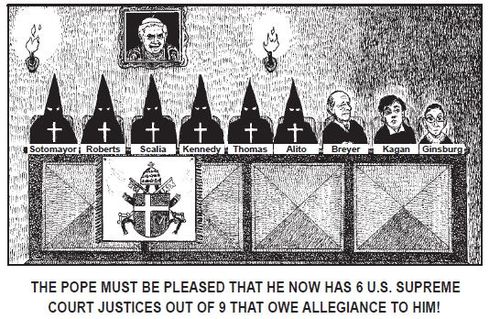 Sotomayor Roberts Scalia Kennedy Thomas Alito Breyer Kagan Ginsburg
THE POPE MUST BE PLEASED THAT HE NOW HAS 6 U.S. SUPREME
COURT JUSTICES OUT OF 9 THAT OWE ALLEGIANCE TO HIM!